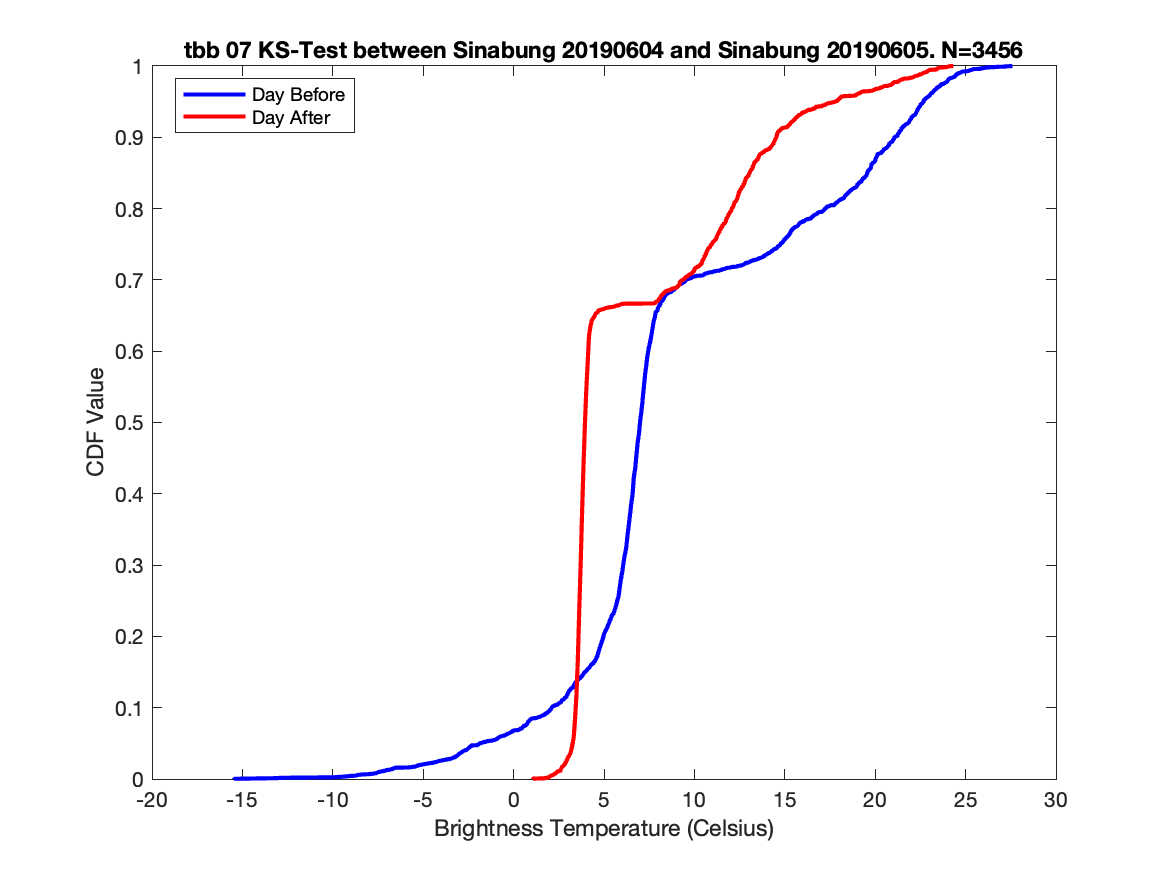 tbb 07 KS-Test between Sinabung 20190604 and Sinabung 20190605. N=3456
Day Before
Day After
CDF Value
1
0.9
0.8
0.7
0.6
0.5
0.4
0.3
0.2
0.1
0
-20 -15 -10 -5 0 5 10 15 20 25 30
Brightness Temperature (Celsius)